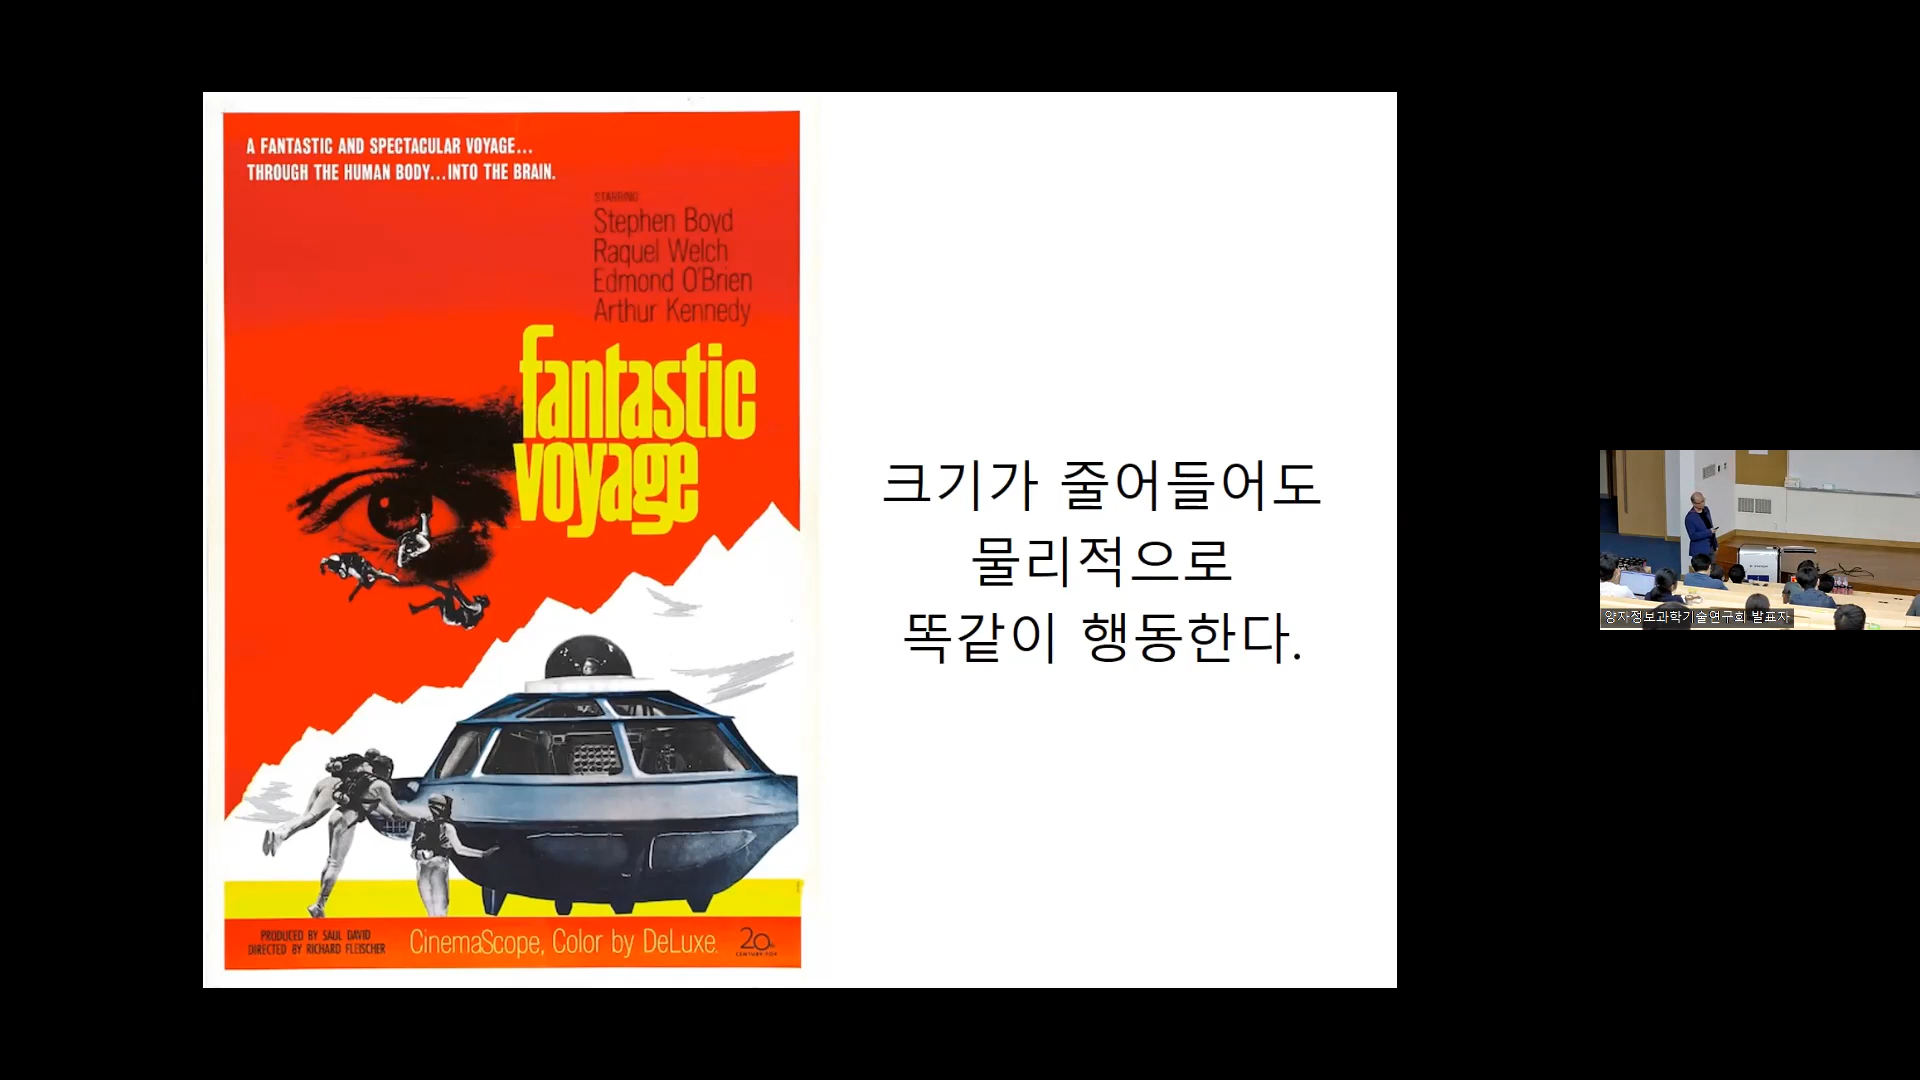 A FANTASTIC AND SPECTACULAR VOYAGE...
THROUGH THE HUMAN BODY...INTO THE BRAIN.
STARRING
Stephen Boyd
Raquel Welch
Edmond O'Brien
Arthur Kennedy
fantastic
voyage
PRODUCED BY SAUL DAVID
DIRECTED BY RICHARD FLEISCHER
CinemaScope, Color by DeLuxe.
20th
CENTURY FOX
크기가 줄어들어도
물리적으로
똑같이 행동한다.
양자정보과학기술연구회 발표자